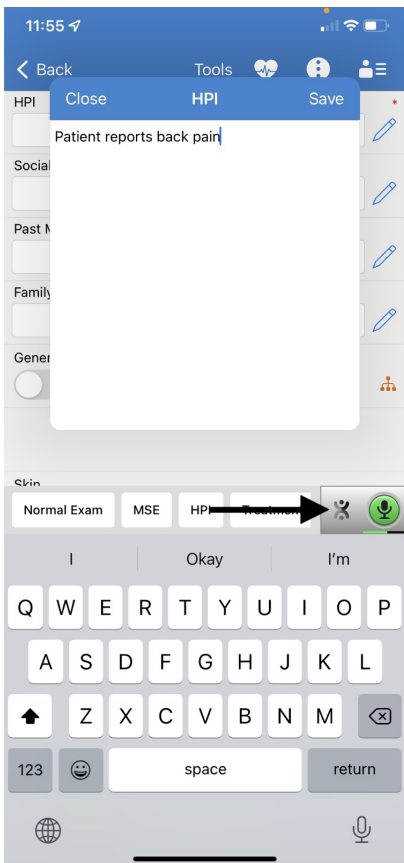 11:55
Back Tools
Close HPI Save
HPI *
Patient reports back pain
Social
Past M
Family
Gener
Skin
Normal Exam MSE HPI Treatment
I Okay I'm
Q W E R T Y U I O P
A S D F G H J K L
Z X C V B N M
123 space return